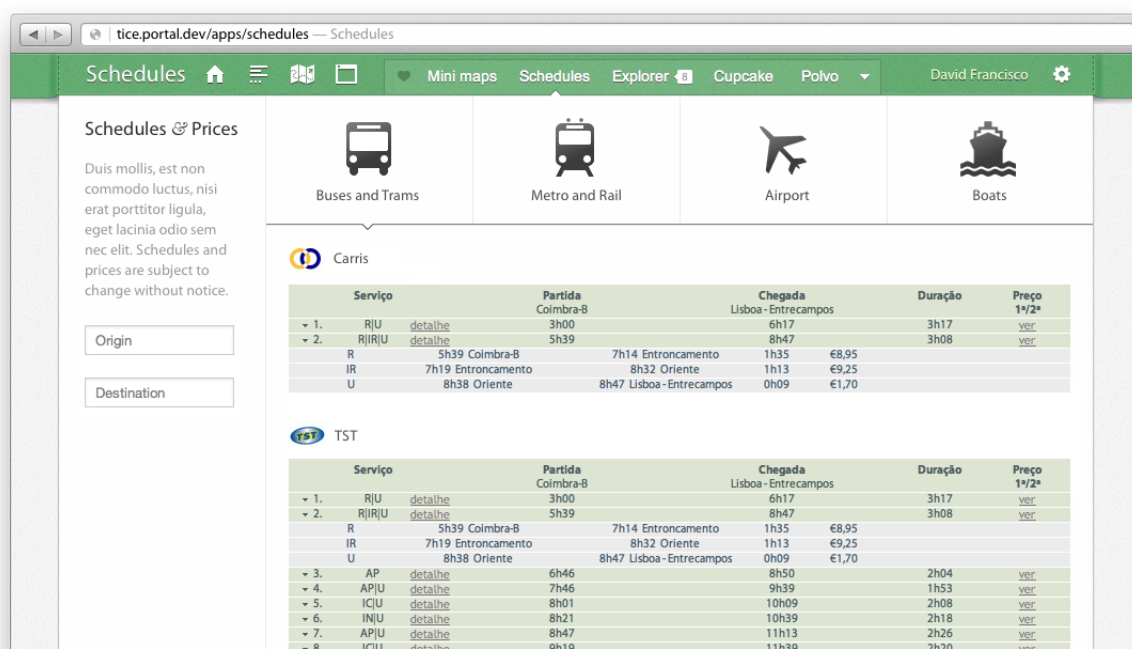 tice.portal.dev/apps/schedules — Schedules
Schedules Mini maps Schedules Explorer 8 Cupcake Polvo David Francisco
Schedules & Prices
Duis mollis, est non
commodo luctus, nisi
erat porttitor ligula,
eget lacinia odio sem
nec elit. Schedules and
prices are subject to
change without notice.
Origin
Destination
Buses and Trams Metro and Rail Airport Boats
Carris
Serviço Partida Chegada Duração Preço
Coimbra-B Lisboa-Entrecampos 1ª/2ª
1. R|U detalhe 3h00 6h17 3h17 ver
2. R|IR|U detalhe 5h39 8h47 3h08 ver
R 5h39 Coimbra-B 7h14 Entroncamento 1h35 €8,95
IR 7h19 Entroncamento 8h32 Oriente 1h13 €9,25
U 8h38 Oriente 8h47 Lisboa-Entrecampos 0h09 €1,70
TST TST
Serviço Partida Chegada Duração Preço
Coimbra-B Lisboa-Entrecampos 1ª/2ª
1. R|U detalhe 3h00 6h17 3h17 ver
2. R|IR|U detalhe 5h39 8h47 3h08 ver
R 5h39 Coimbra-B 7h14 Entroncamento 1h35 €8,95
IR 7h19 Entroncamento 8h32 Oriente 1h13 €9,25
U 8h38 Oriente 8h47 Lisboa-Entrecampos 0h09 €1,70
3. AP detalhe 6h46 8h50 2h04 ver
4. AP|U detalhe 7h46 9h39 1h53 ver
5. IC|U detalhe 8h01 10h09 2h08 ver
6. IN|U detalhe 8h21 10h39 2h18 ver
7. AP|U detalhe 8h47 11h13 2h26 ver
8. IC|U detalhe 9h19 11h39 2h20 ver